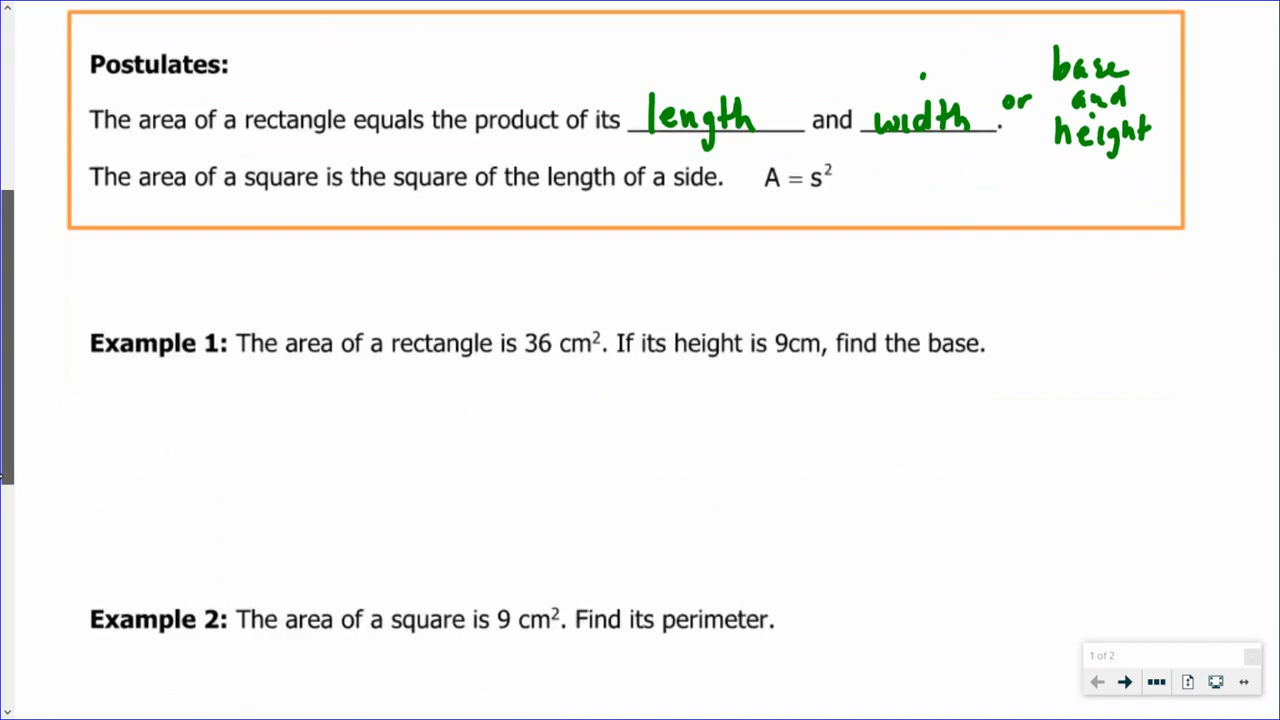 Postulates:
The area of a rectangle equals the product of its length and width. or base and height
The area of a square is the square of the length of a side. A = s²
Example 1: The area of a rectangle is 36 cm². If its height is 9cm, find the base.
Example 2: The area of a square is 9 cm². Find its perimeter.
1 of 2